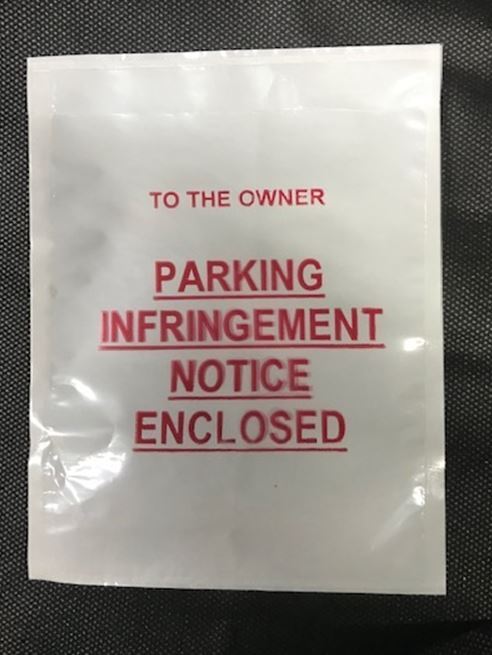 TO THE OWNER
PARKING
INFRINGEMENT
NOTICE
ENCLOSED